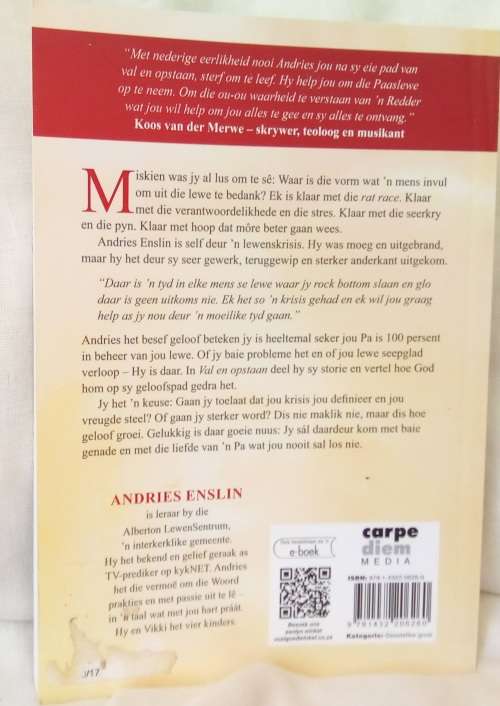 “Met nederige eerlikheid nooi Andries jou na sy eie pad van
val en opstaan, sterf om te leef. Hy help jou om die Paaslewe
op te neem. Om die ou-ou waarheid te verstaan van ’n Redder
wat jou wil help om jou alles te gee en sy alles te ontvang.”
Koos van der Merwe – skrywer, teoloog en musikant
Miskien was jy al lus om te sê: Waar is die vorm wat ’n mens invul
om uit die lewe te bedank? Ek is klaar met die rat race. Klaar
met die verantwoordelikhede en die stres. Klaar met die seerkry
en die pyn. Klaar met hoop dat môre beter gaan wees.
Andries Enslin is self deur ’n lewenskrisis. Hy was moeg en uitgebrand,
maar hy het deur sy seer gewerk, teruggewip en sterker anderkant uitgekom.
“Daar is ’n tyd in elke mens se lewe waar jy rock bottom slaan en glo
daar is geen uitkoms nie. Ek het so ’n krisis gehad en ek wil jou graag
help as jy nou deur ’n moeilike tyd gaan.”
Andries het besef geloof beteken jy is heeltemal seker jou Pa is 100 persent
in beheer van jou lewe. Of jy baie probleme het en of jou lewe seepglad
verloop – Hy is daar. In Val en opstaan deel hy sy storie en vertel hoe God
hom op sy geloofspad gedra het.
Jy het ’n keuse: Gaan jy toelaat dat jou krisis jou definieer en jou
vreugde steel? Of gaan jy sterker word? Dis nie maklik nie, maar dis hoe
geloof groei. Gelukkig is daar goeie nuus: Jy sál daardeur kom met baie
genade en met die liefde van ’n Pa wat jou nooit sal los nie.
ANDRIES ENSLIN
is leraar by die
Alberton LewenSentrum,
’n interkerklike gemeente.
Hy het bekend en gelief geraak as
TV-prediker op kykNET. Andries
het die vermoë om die Woord
prakties en met passie uit te lê –
in ’n taal wat met jou hart práát.
Hy en Vikki het vier kinders.
3/17
e-boek
carpe
diem
MEDIA
ISBN:
Kategorie: Geestelike groei